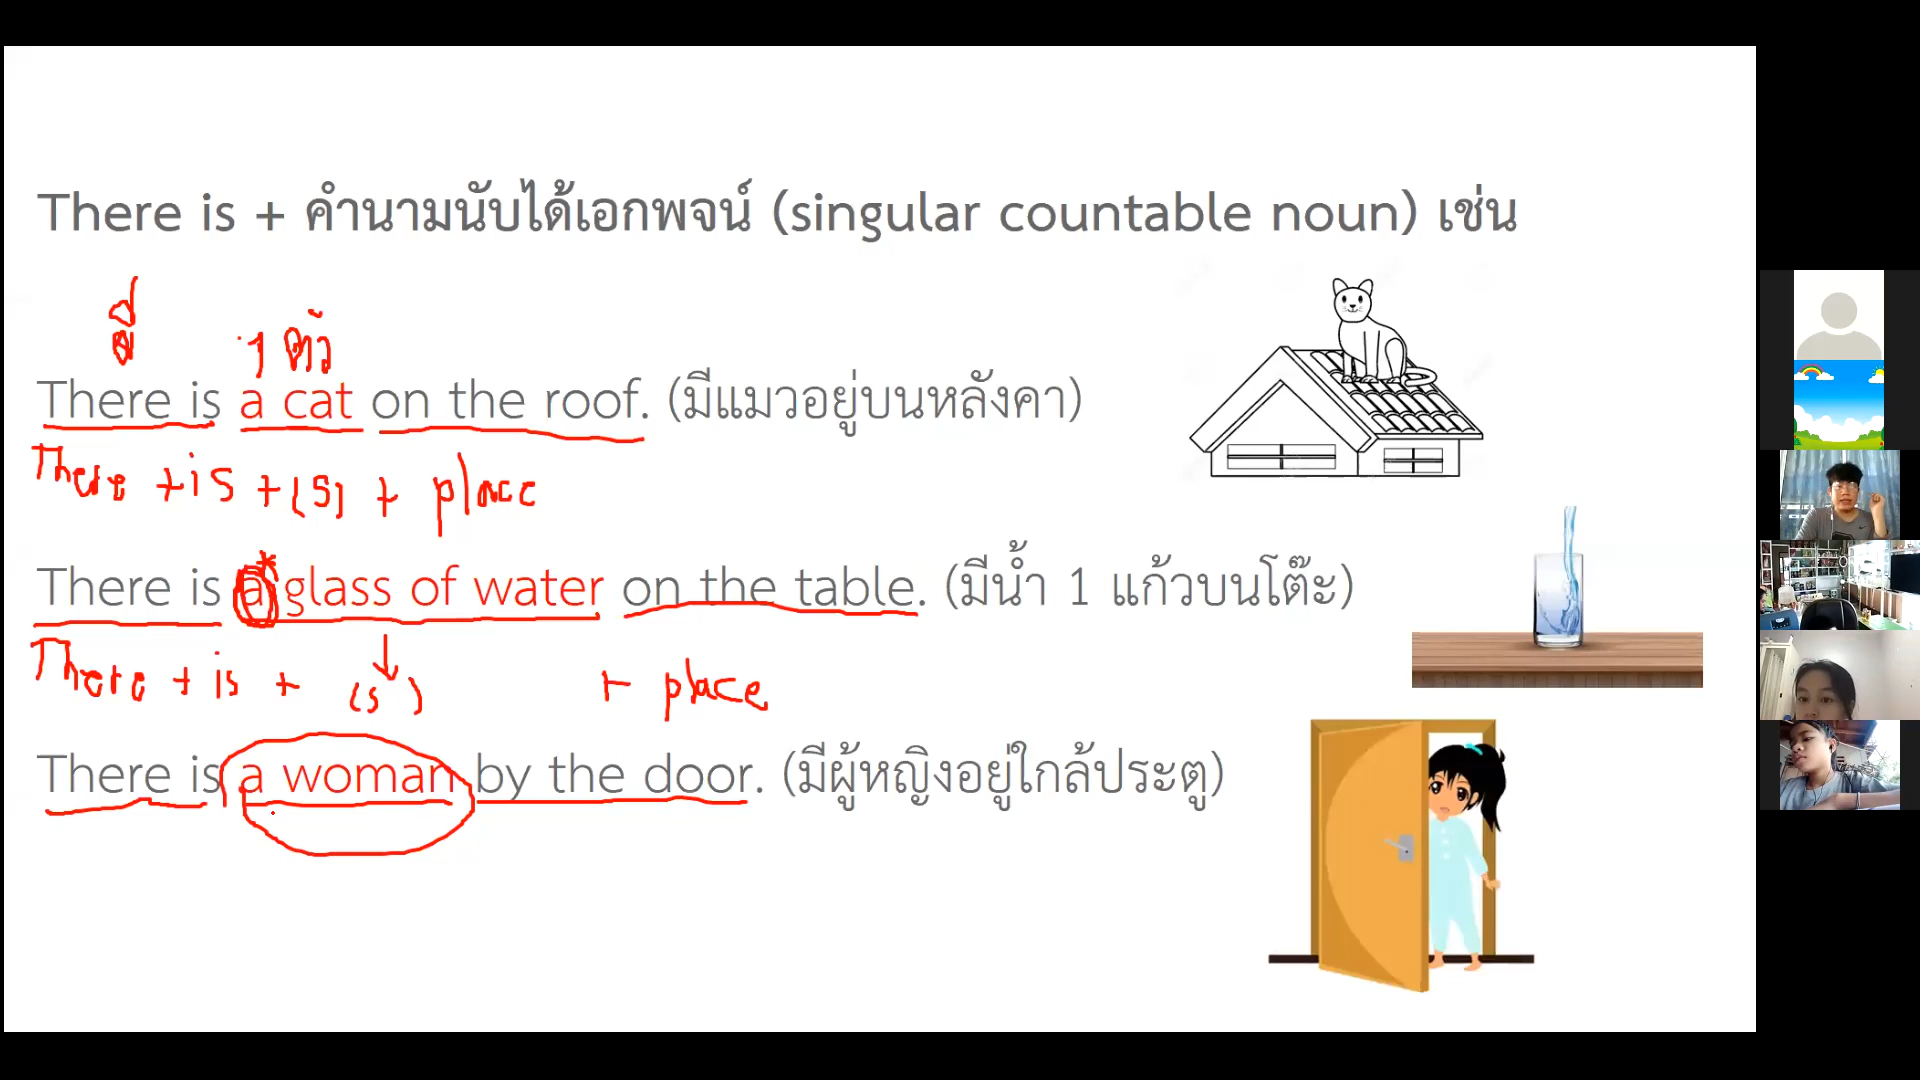 There is + คำนามนับได้เอกพจน์ (singular countable noun) เช่น
มี 1 ตัว
There is a cat on the roof. (มีแมวอยู่บนหลังคา)
There + is + (S) + place
There is a* glass of water on the table. (มีน้ำ 1 แก้วบนโต๊ะ)
There + is + (s) + place
There is a woman by the door. (มีผู้หญิงอยู่ใกล้ประตู)